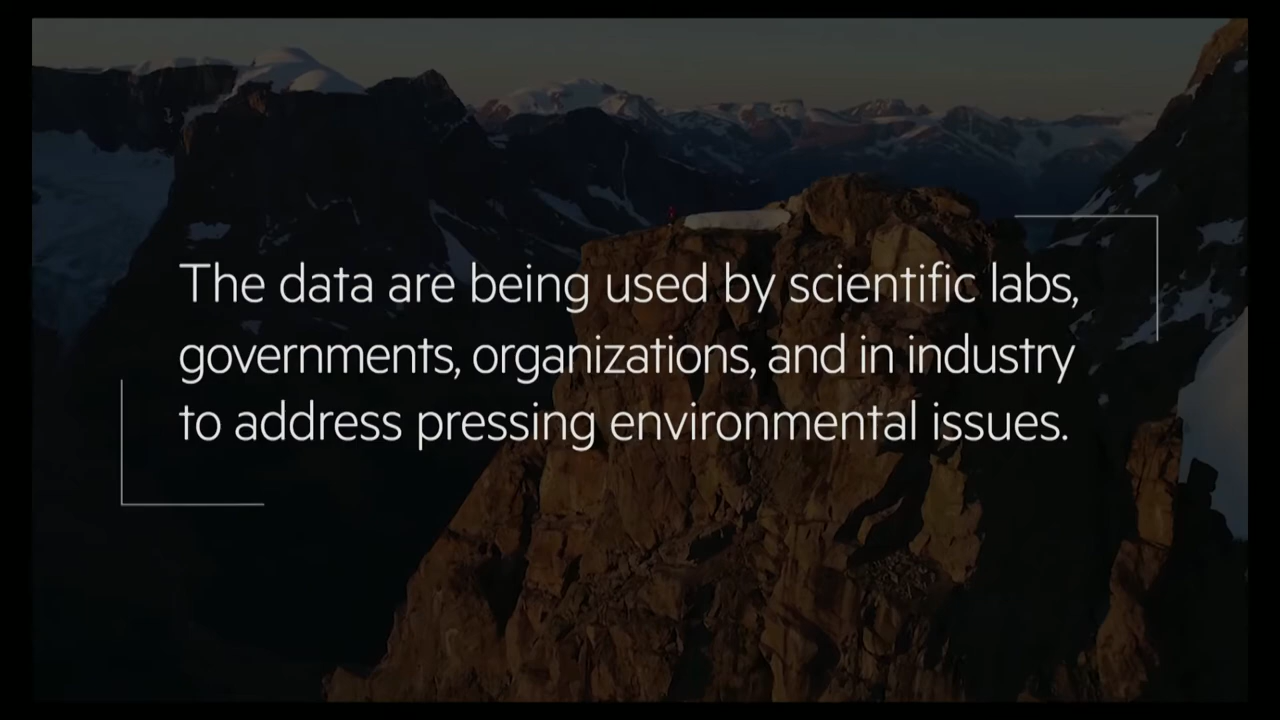 The data are being used by scientific labs,
governments, organizations, and in industry
to address pressing environmental issues.